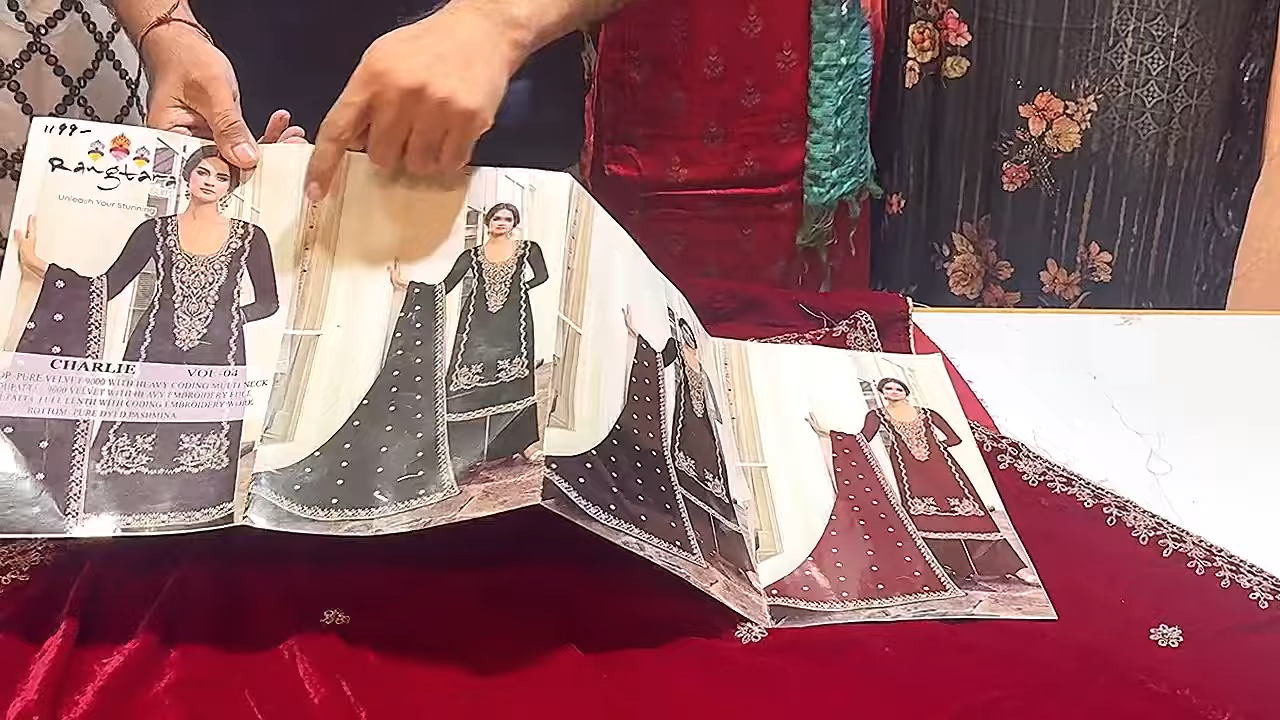 1199-
Rangtara
Unleash Your Stunning
CHARLIE VOL-04
PURE VELVET 9000 WITH HEAVY CODING MULTI NECK
9000 VELVET WITH HEAVY EMBROIDERY FULL
FULL LENTH WITH CODING EMBROIDERY WORK
BOTTOM: PURE DYED PASHMINA